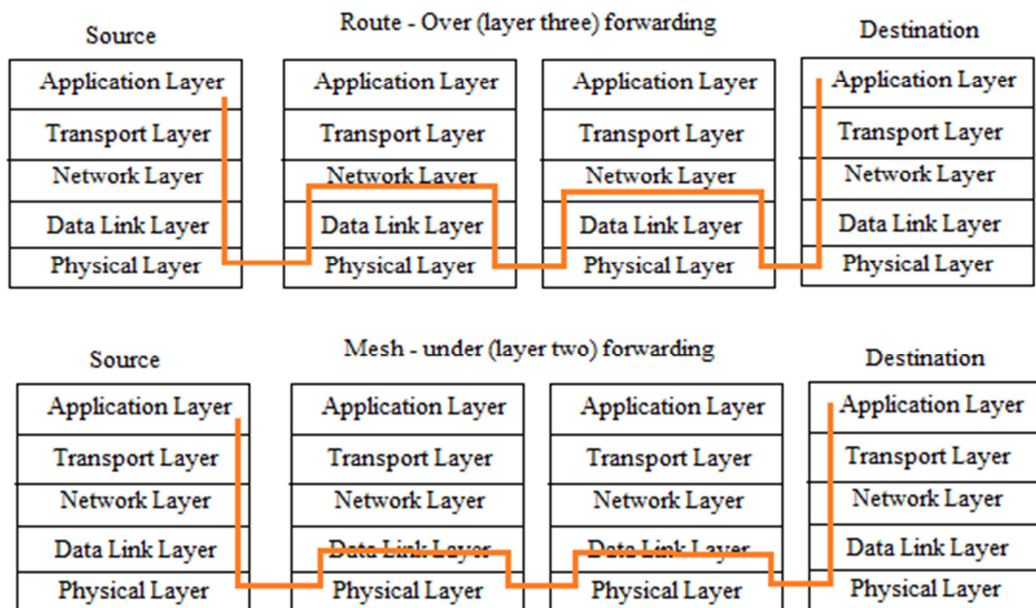 Route - Over (layer three) forwarding
Source
Destination
Application Layer Application Layer Application Layer Application Layer
Transport Layer Transport Layer Transport Layer Transport Layer
Network Layer Network Layer Network Layer Network Layer
Data Link Layer Data Link Layer Data Link Layer Data Link Layer
Physical Layer Physical Layer Physical Layer Physical Layer
Mesh - under (layer two) forwarding
Source
Destination
Application Layer Application Layer Application Layer Application Layer
Transport Layer Transport Layer Transport Layer Transport Layer
Network Layer Network Layer Network Layer Network Layer
Data Link Layer Data Link Layer Data Link Layer Data Link Layer
Physical Layer Physical Layer Physical Layer Physical Layer